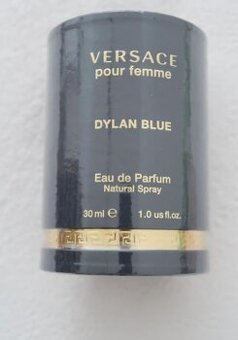 VERSACE
pour femme
DYLAN BLUE
Eau de Parfum
Natural Spray
30 ml ℮ 1.0 us fl.oz.